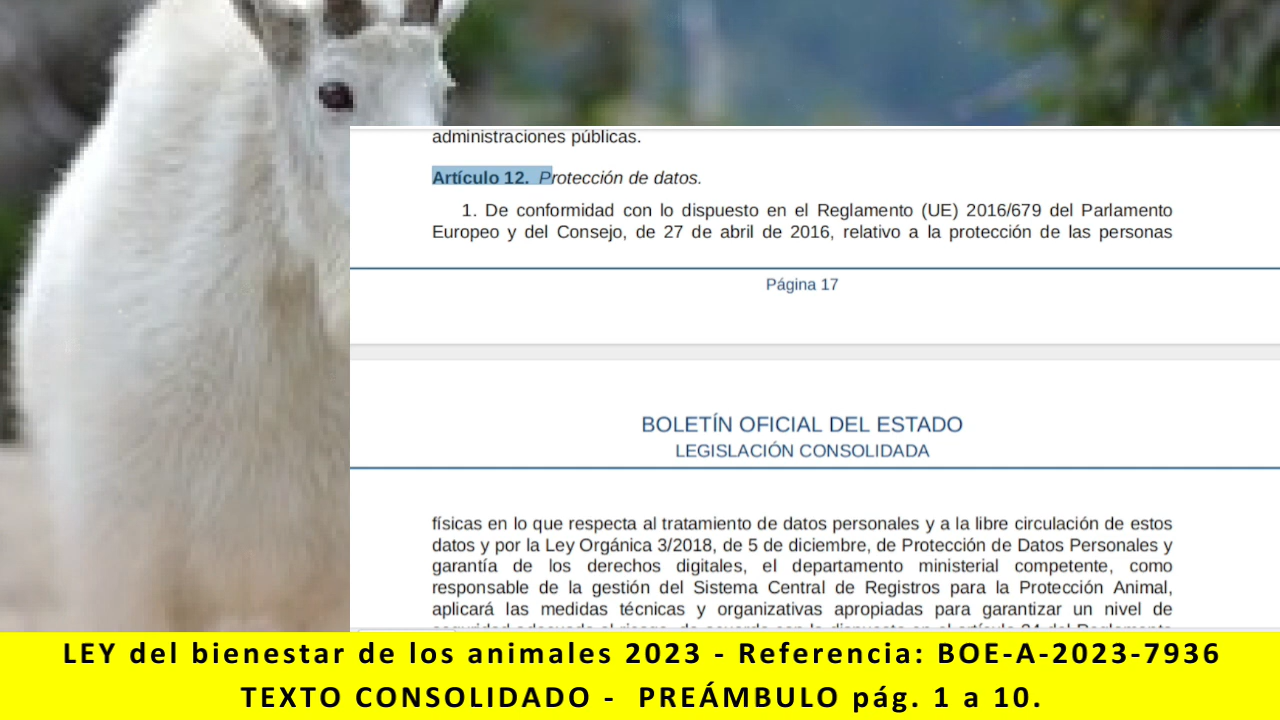 administraciones públicas.
Artículo 12. Protección de datos.
1. De conformidad con lo dispuesto en el Reglamento (UE) 2016/679 del Parlamento
Europeo y del Consejo, de 27 de abril de 2016, relativo a la protección de las personas
Página 17
BOLETÍN OFICIAL DEL ESTADO
LEGISLACIÓN CONSOLIDADA
físicas en lo que respecta al tratamiento de datos personales y a la libre circulación de estos
datos y por la Ley Orgánica 3/2018, de 5 de diciembre, de Protección de Datos Personales y
garantía de los derechos digitales, el departamento ministerial competente, como
responsable de la gestión del Sistema Central de Registros para la Protección Animal,
aplicará las medidas técnicas y organizativas apropiadas para garantizar un nivel de
LEY del bienestar de los animales 2023 - Referencia: BOE-A-2023-7936
TEXTO CONSOLIDADO - PREÁMBULO pág. 1 a 10.